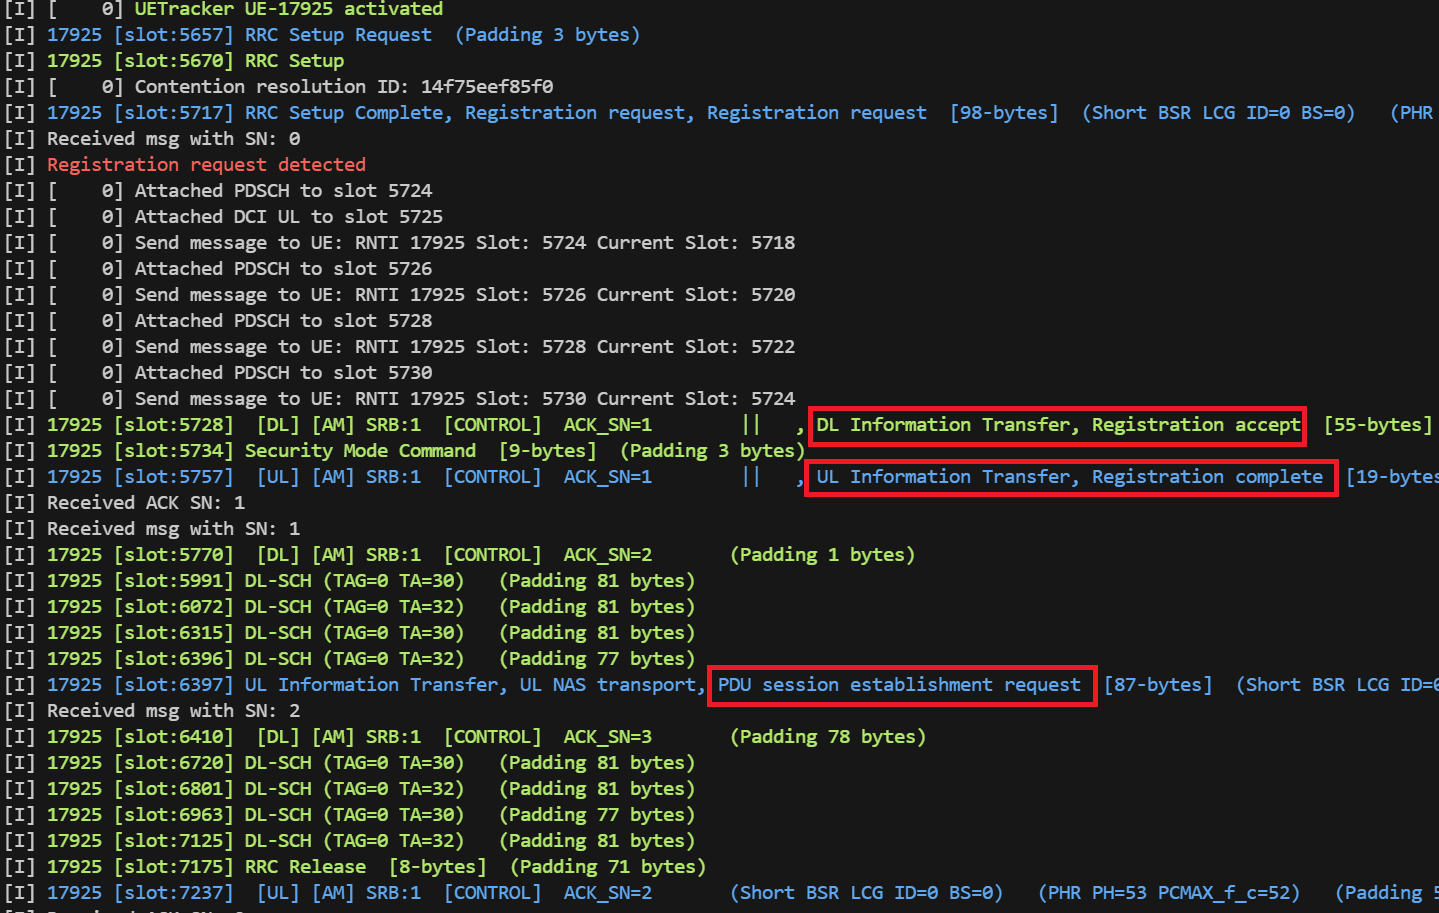 [I] [    0] UETracker UE-17925 activated
[I] 17925 [slot:5657] RRC Setup Request  (Padding 3 bytes)
[I] 17925 [slot:5670] RRC Setup
[I] [    0] Contention resolution ID: 14f75eef85f0
[I] 17925 [slot:5717] RRC Setup Complete, Registration request, Registration request  [98-bytes]  (Short BSR LCG ID=0 BS=0)   (PHR
[I] Received msg with SN: 0
[I] Registration request detected
[I] [    0] Attached PDSCH to slot 5724
[I] [    0] Attached DCI UL to slot 5725
[I] [    0] Send message to UE: RNTI 17925 Slot: 5724 Current Slot: 5718
[I] [    0] Attached PDSCH to slot 5726
[I] [    0] Send message to UE: RNTI 17925 Slot: 5726 Current Slot: 5720
[I] [    0] Attached PDSCH to slot 5728
[I] [    0] Send message to UE: RNTI 17925 Slot: 5728 Current Slot: 5722
[I] [    0] Attached PDSCH to slot 5730
[I] [    0] Send message to UE: RNTI 17925 Slot: 5730 Current Slot: 5724
[I] 17925 [slot:5728]  [DL] [AM] SRB:1  [CONTROL]  ACK_SN=1        ||   , DL Information Transfer, Registration accept  [55-bytes]
[I] 17925 [slot:5734] Security Mode Command  [9-bytes]  (Padding 3 bytes)
[I] 17925 [slot:5757]  [UL] [AM] SRB:1  [CONTROL]  ACK_SN=1        ||   , UL Information Transfer, Registration complete  [19-bytes
[I] Received ACK SN: 1
[I] Received msg with SN: 1
[I] 17925 [slot:5770]  [DL] [AM] SRB:1  [CONTROL]  ACK_SN=2       (Padding 1 bytes)
[I] 17925 [slot:5991] DL-SCH (TAG=0 TA=30)   (Padding 81 bytes)
[I] 17925 [slot:6072] DL-SCH (TAG=0 TA=32)   (Padding 81 bytes)
[I] 17925 [slot:6315] DL-SCH (TAG=0 TA=30)   (Padding 81 bytes)
[I] 17925 [slot:6396] DL-SCH (TAG=0 TA=32)   (Padding 77 bytes)
[I] 17925 [slot:6397] UL Information Transfer, UL NAS transport, PDU session establishment request  [87-bytes]  (Short BSR LCG ID=0
[I] Received msg with SN: 2
[I] 17925 [slot:6410]  [DL] [AM] SRB:1  [CONTROL]  ACK_SN=3       (Padding 78 bytes)
[I] 17925 [slot:6720] DL-SCH (TAG=0 TA=30)   (Padding 81 bytes)
[I] 17925 [slot:6801] DL-SCH (TAG=0 TA=32)   (Padding 81 bytes)
[I] 17925 [slot:6963] DL-SCH (TAG=0 TA=30)   (Padding 77 bytes)
[I] 17925 [slot:7125] DL-SCH (TAG=0 TA=32)   (Padding 81 bytes)
[I] 17925 [slot:7175] RRC Release  [8-bytes]  (Padding 71 bytes)
[I] 17925 [slot:7237]  [UL] [AM] SRB:1  [CONTROL]  ACK_SN=2       (Short BSR LCG ID=0 BS=0)   (PHR PH=53 PCMAX_f_c=52)   (Padding